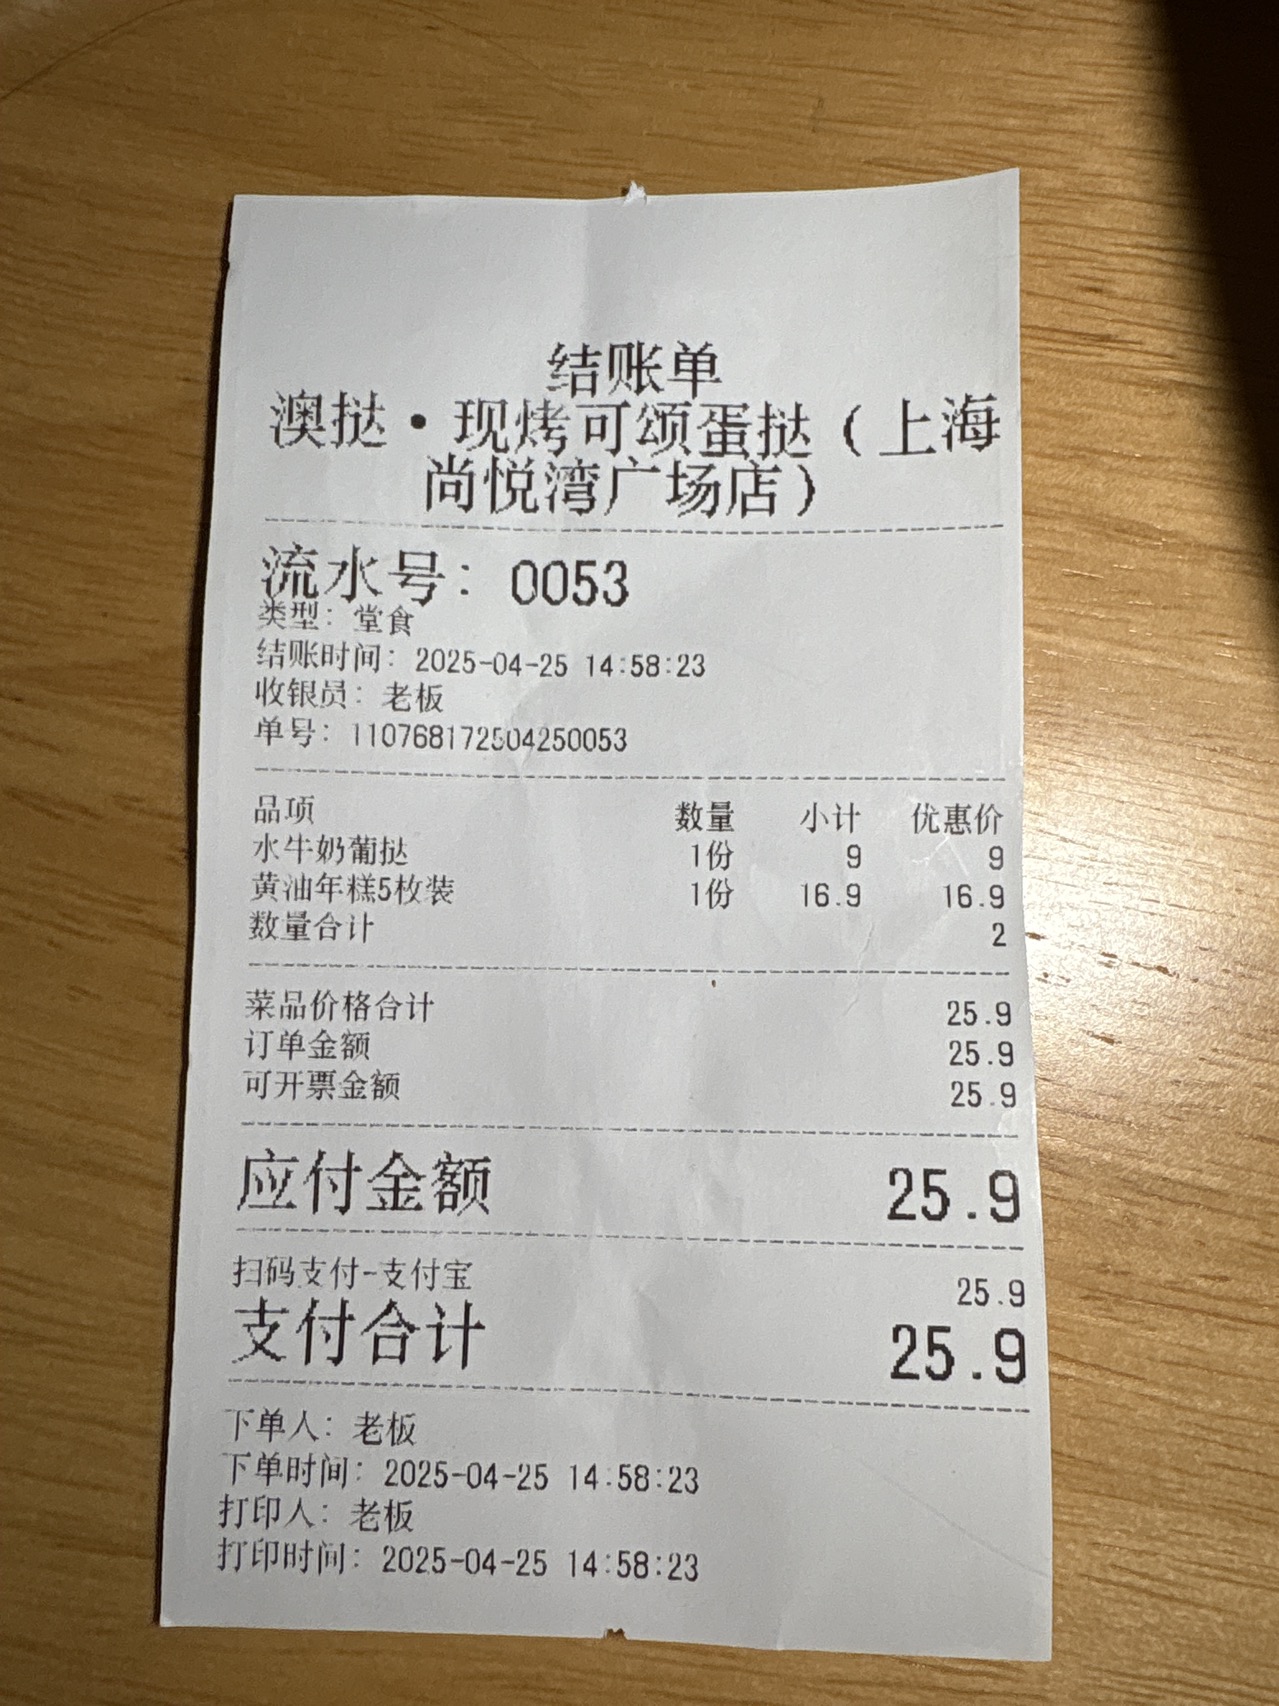 结账单
澳挞·现烤可颂蛋挞（上海
尚悦湾广场店）
流水号：0053
类型：堂食
结账时间：2025-04-25 14:58:23
收银员：老板
单号：110768172504250053
品项 数量 小计 优惠价
水牛奶葡挞 1份 9 9
黄油年糕5枚装 1份 16.9 16.9
数量合计 2
菜品价格合计 25.9
订单金额 25.9
可开票金额 25.9
应付金额 25.9
扫码支付-支付宝 25.9
支付合计 25.9
下单人：老板
下单时间：2025-04-25 14:58:23
打印人：老板
打印时间：2025-04-25 14:58:23